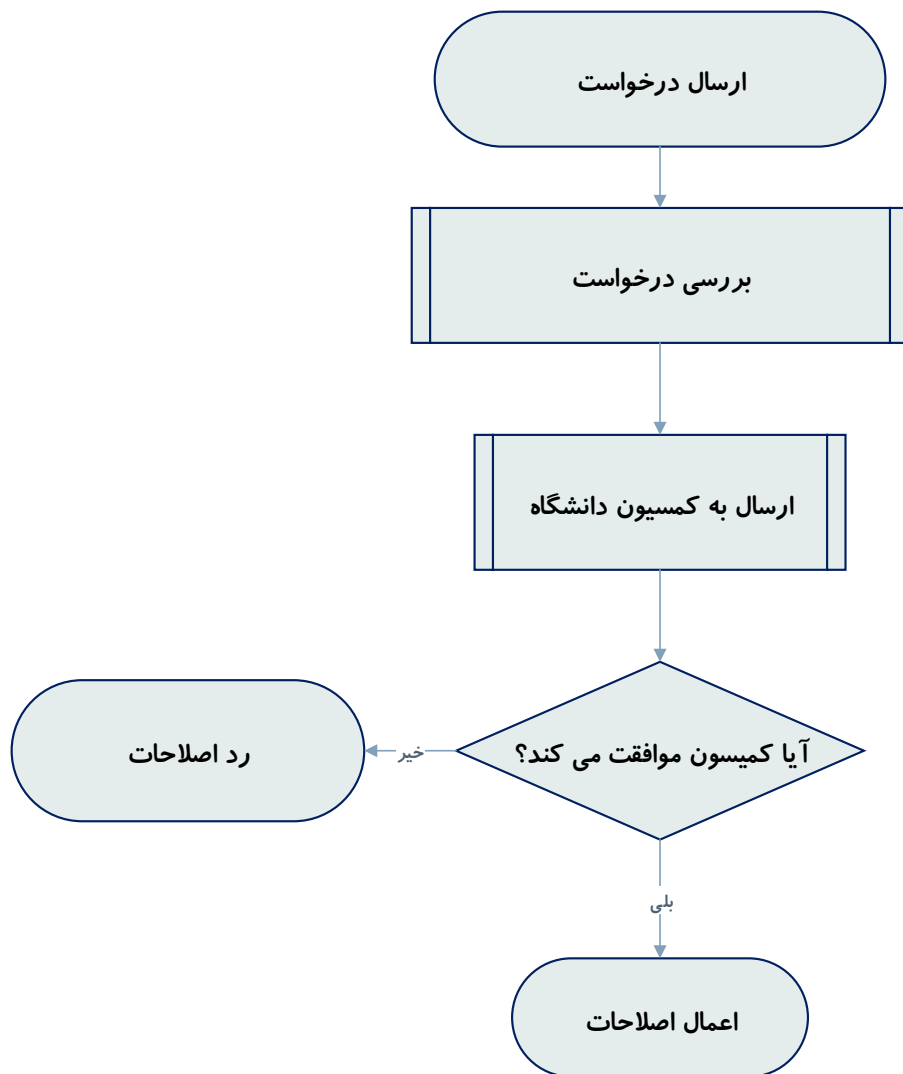 ارسال درخواست
بررسی درخواست
ارسال به کمسیون دانشگاه
آیا کمیسون موافقت می کند؟
خیر
رد اصلاحات
بلی
اعمال اصلاحات